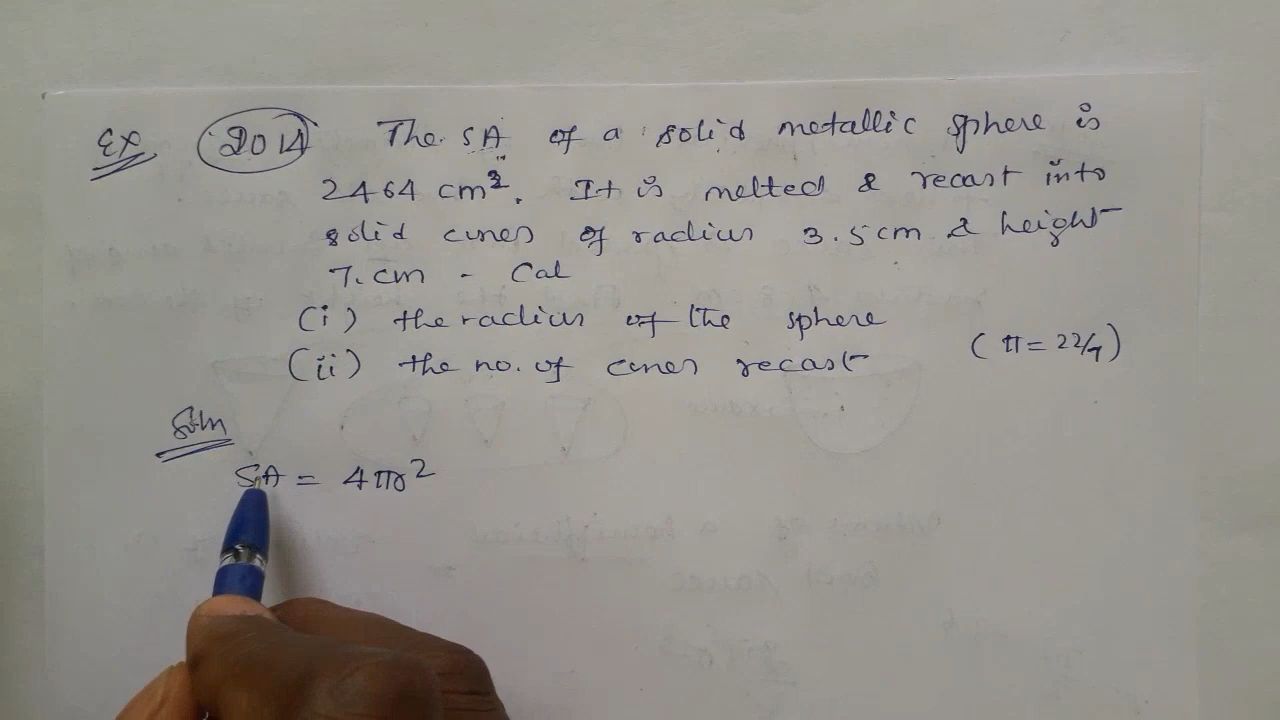 Ex 2014 The SA of a solid metallic sphere is
2464 cm². It is melted & recast into
solid cones of radius 3.5 cm & height
7. cm - Cal
(i) the radius of the sphere
(ii) the no. of cones recast (π = 22/7)
Soln
SA = 4πr²